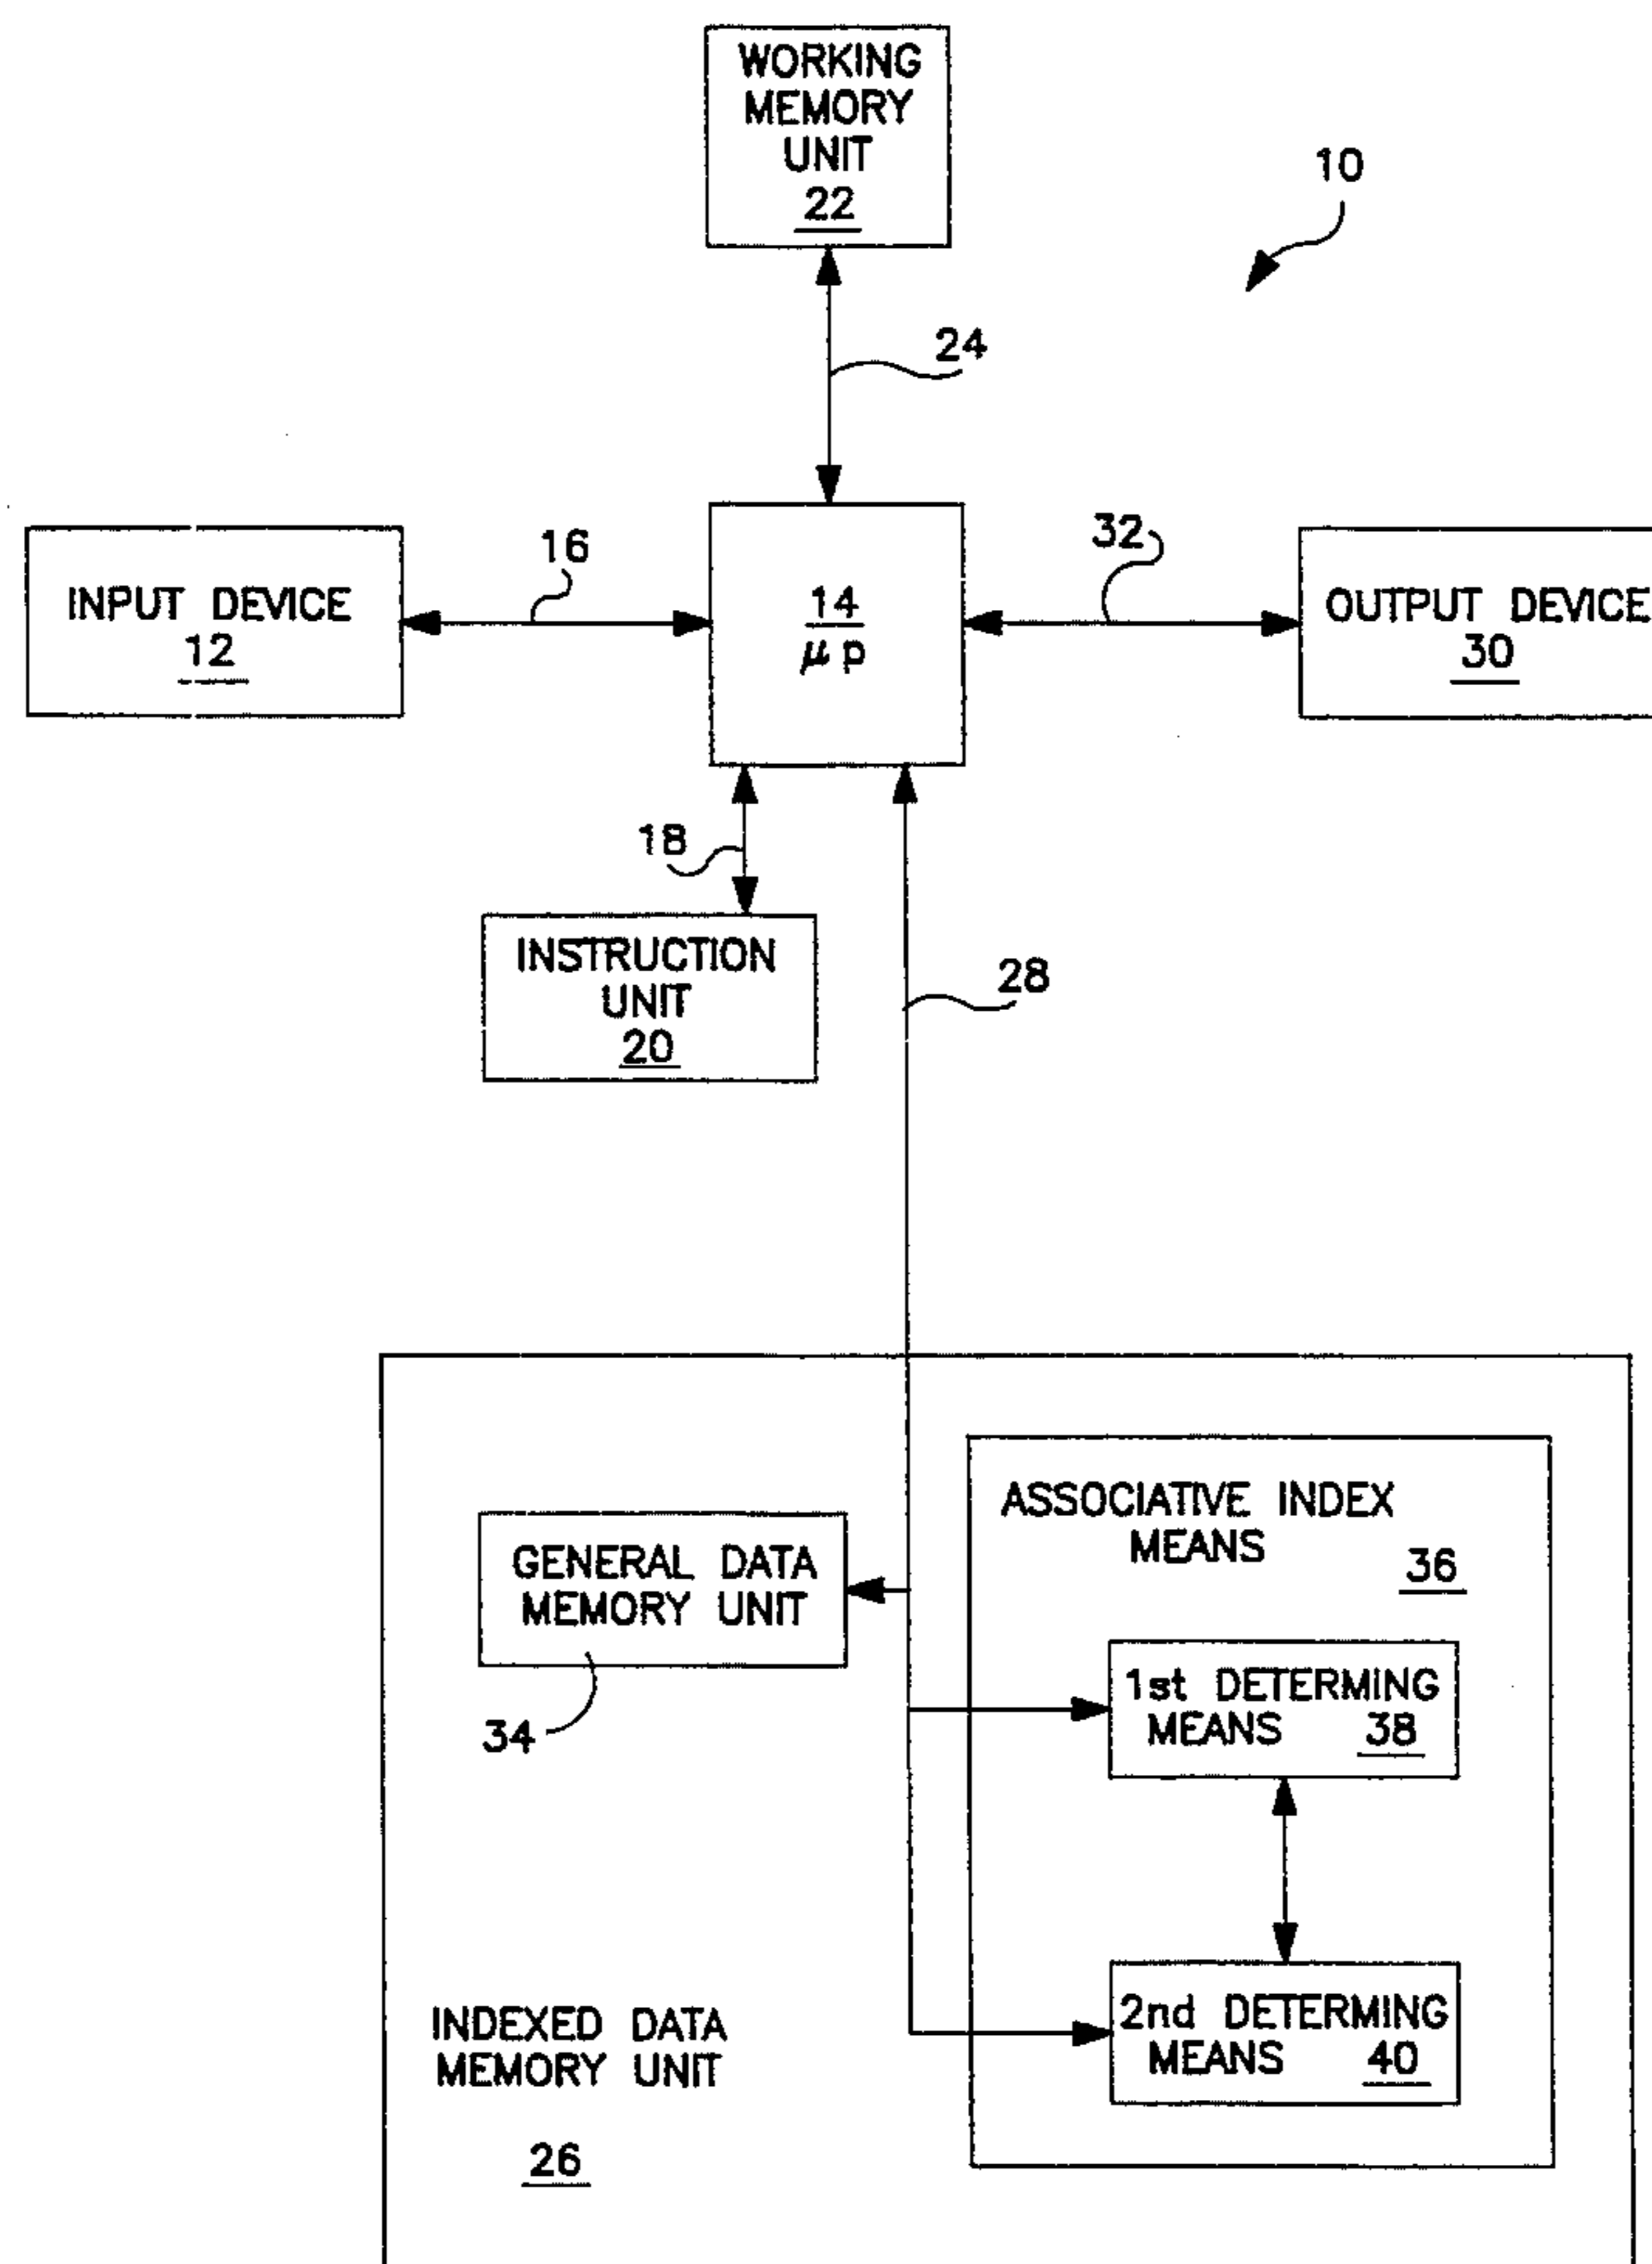 WORKING
MEMORY
UNIT
22
10
24
INPUT DEVICE
12
16
14
μp
32
OUTPUT DEVICE
30
18
INSTRUCTION
UNIT
20
28
ASSOCIATIVE INDEX
MEANS
36
GENERAL DATA
MEMORY UNIT
34
1st DETERMING
MEANS 38
2nd DETERMING
MEANS 40
INDEXED DATA
MEMORY UNIT
26